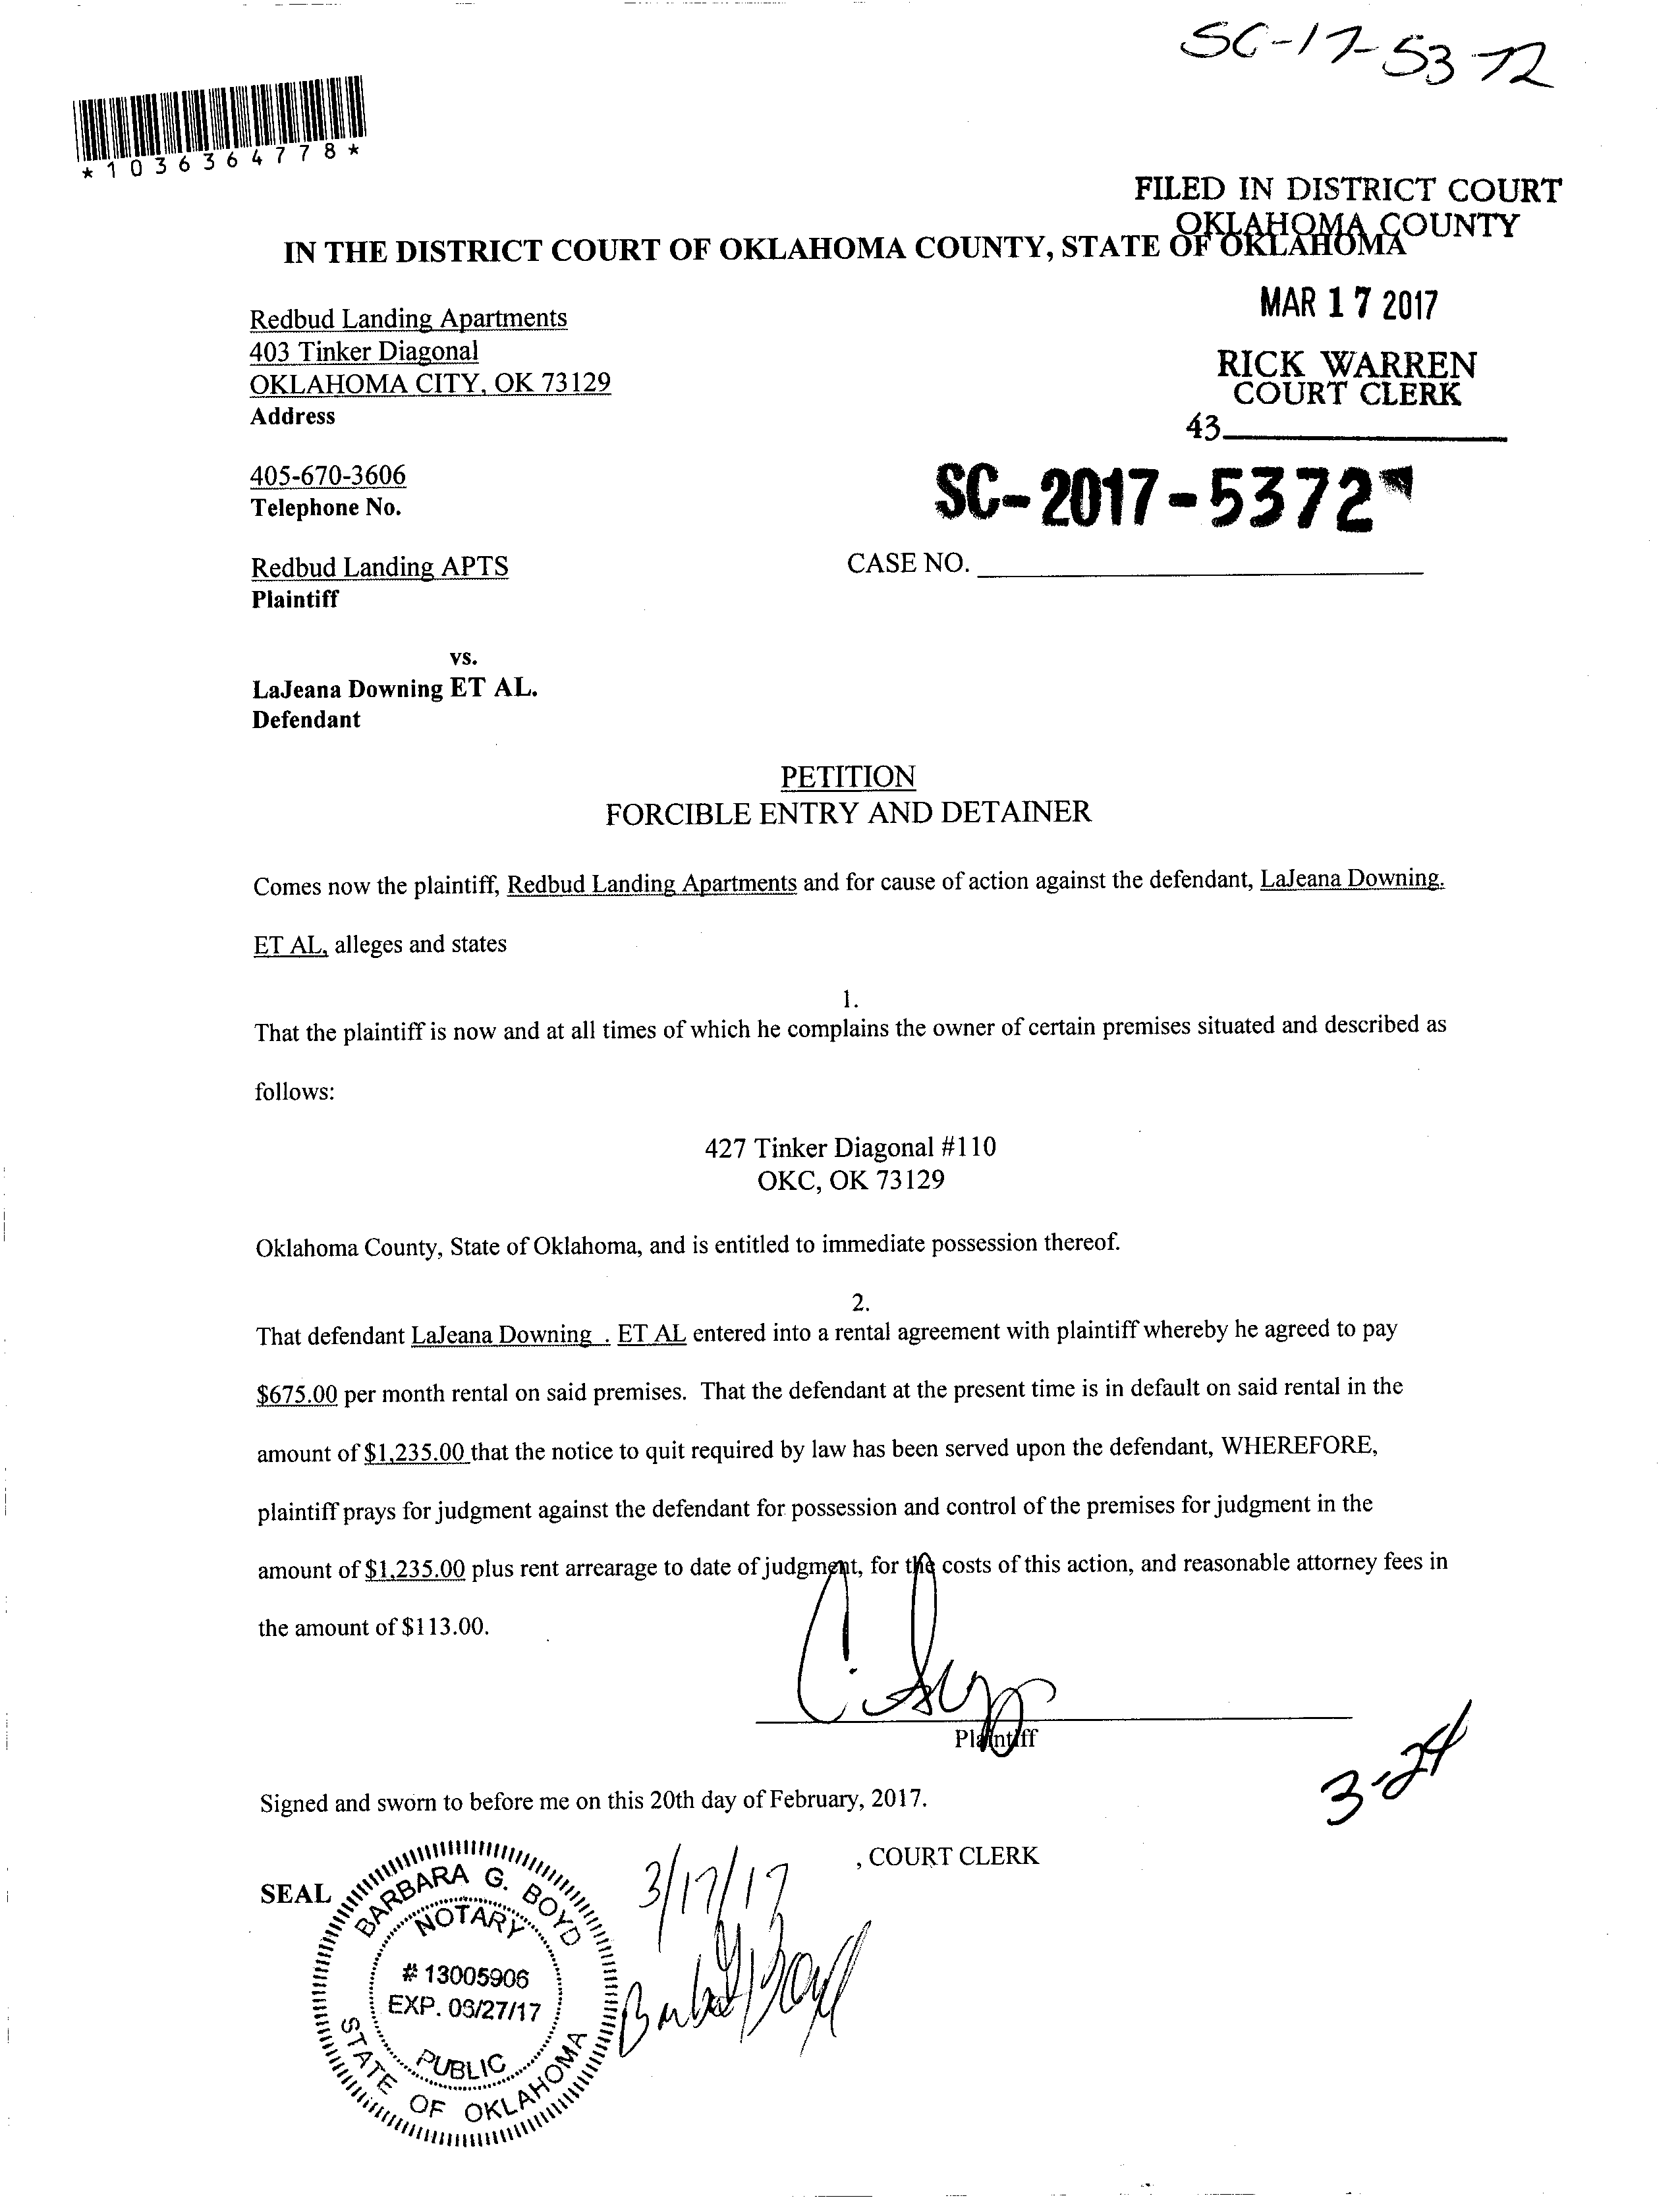 SC-17-5372
*1036364778*
FILED IN DISTRICT COURT
OKLAHOMA COUNTY
IN THE DISTRICT COURT OF OKLAHOMA COUNTY, STATE OF OKLAHOMA
MAR 17 2017
Redbud Landing Apartments
403 Tinker Diagonal
OKLAHOMA CITY, OK 73129
Address
RICK WARREN
COURT CLERK
43
405-670-3606
Telephone No.
SC-2017-5372
Redbud Landing APTS
Plaintiff
CASE NO.
vs.
LaJeana Downing ET AL.
Defendant
PETITION
FORCIBLE ENTRY AND DETAINER
Comes now the plaintiff, Redbud Landing Apartments and for cause of action against the defendant, LaJeana Downing.
ET AL, alleges and states
1.
That the plaintiff is now and at all times of which he complains the owner of certain premises situated and described as
follows:
427 Tinker Diagonal #110
OKC, OK 73129
Oklahoma County, State of Oklahoma, and is entitled to immediate possession thereof.
2.
That defendant LaJeana Downing . ET AL entered into a rental agreement with plaintiff whereby he agreed to pay
$675.00 per month rental on said premises. That the defendant at the present time is in default on said rental in the
amount of $1,235.00 that the notice to quit required by law has been served upon the defendant, WHEREFORE,
plaintiff prays for judgment against the defendant for possession and control of the premises for judgment in the
amount of $1,235.00 plus rent arrearage to date of judgment, for the costs of this action, and reasonable attorney fees in
the amount of $113.00.
Plaintiff
3-24
Signed and sworn to before me on this 20th day of February, 2017.
, COURT CLERK
3/17/17
SEAL
BARBARA G. BOYD
NOTARY
# 13005906
EXP. 06/27/17
PUBLIC
STATE OF OKLAHOMA